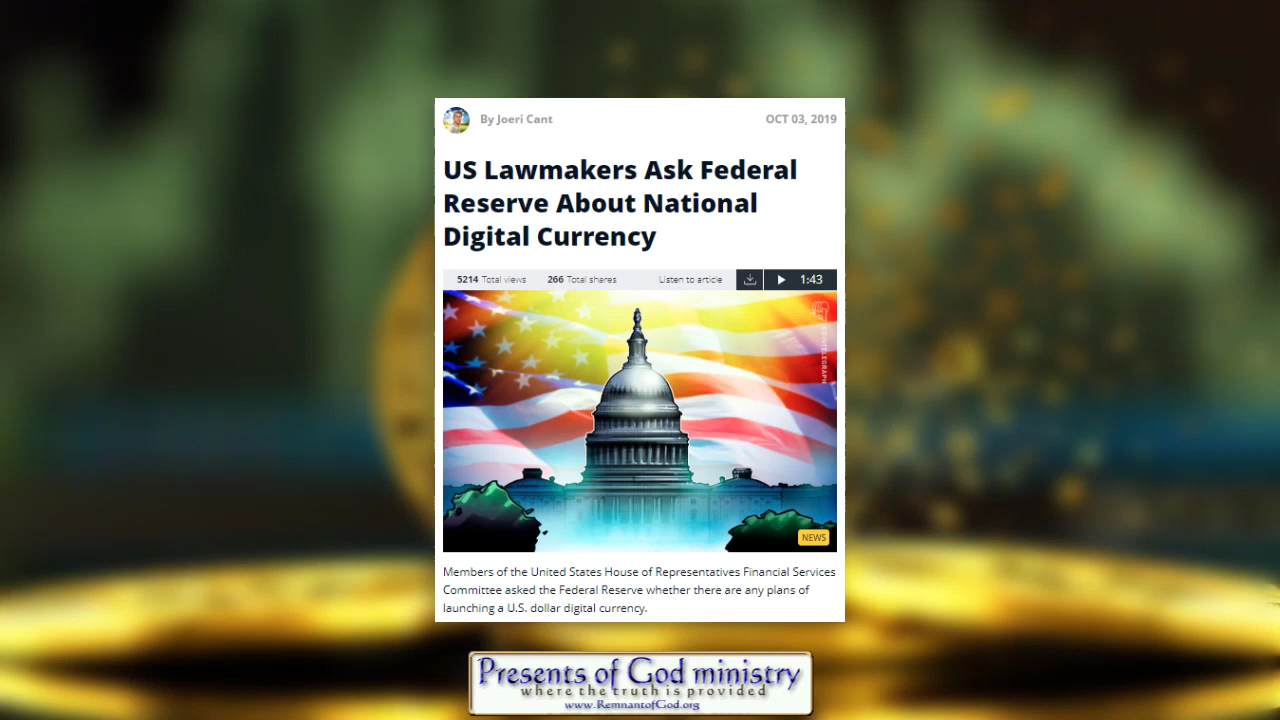 By Joeri Cant
OCT 03, 2019
US Lawmakers Ask Federal
Reserve About National
Digital Currency
5214 Total views 266 Total shares Listen to article 1:43
COINTELEGRAPH
NEWS
Members of the United States House of Representatives Financial Services
Committee asked the Federal Reserve whether there are any plans of
launching a U.S. dollar digital currency.
Presents of God ministry
where the truth is provided
www.RemnantofGod.org